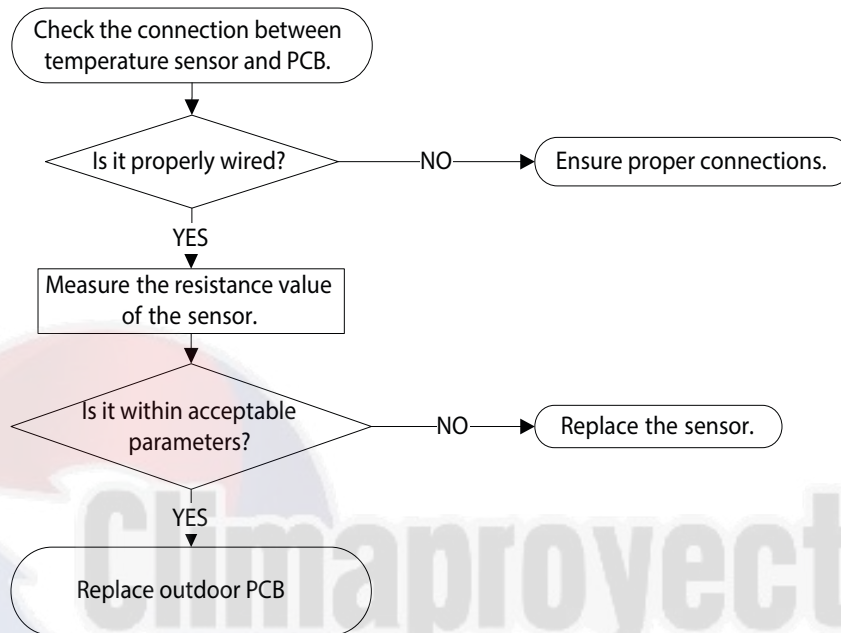 Check the connection between
temperature sensor and PCB.
Is it properly wired?
NO
Ensure proper connections.
YES
Measure the resistance value
of the sensor.
Is it within acceptable
parameters?
NO
Replace the sensor.
YES
Climaproyect
Replace outdoor PCB